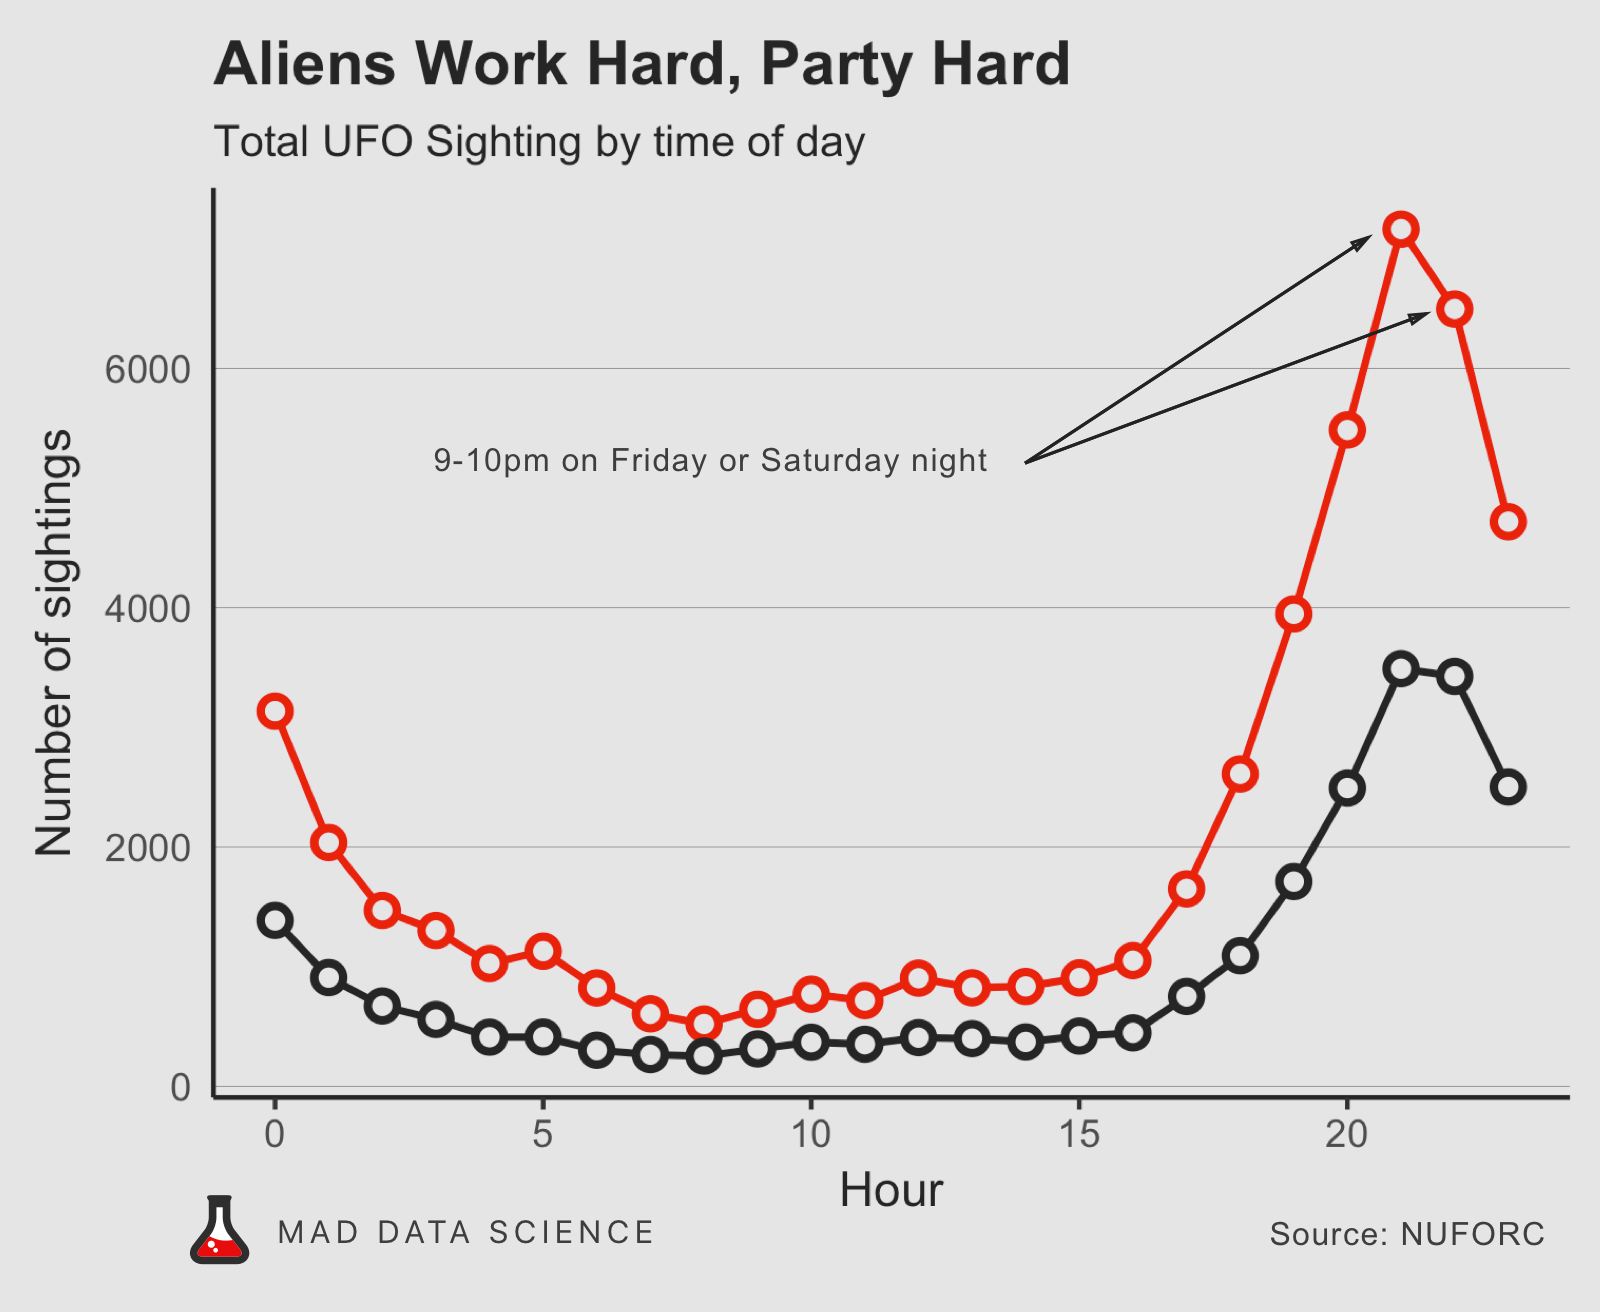 Aliens Work Hard, Party Hard
Total UFO Sighting by time of day
Number of sightings
6000
4000
2000
0
9-10pm on Friday or Saturday night
0 5 10 15 20
Hour
MAD DATA SCIENCE
Source: NUFORC